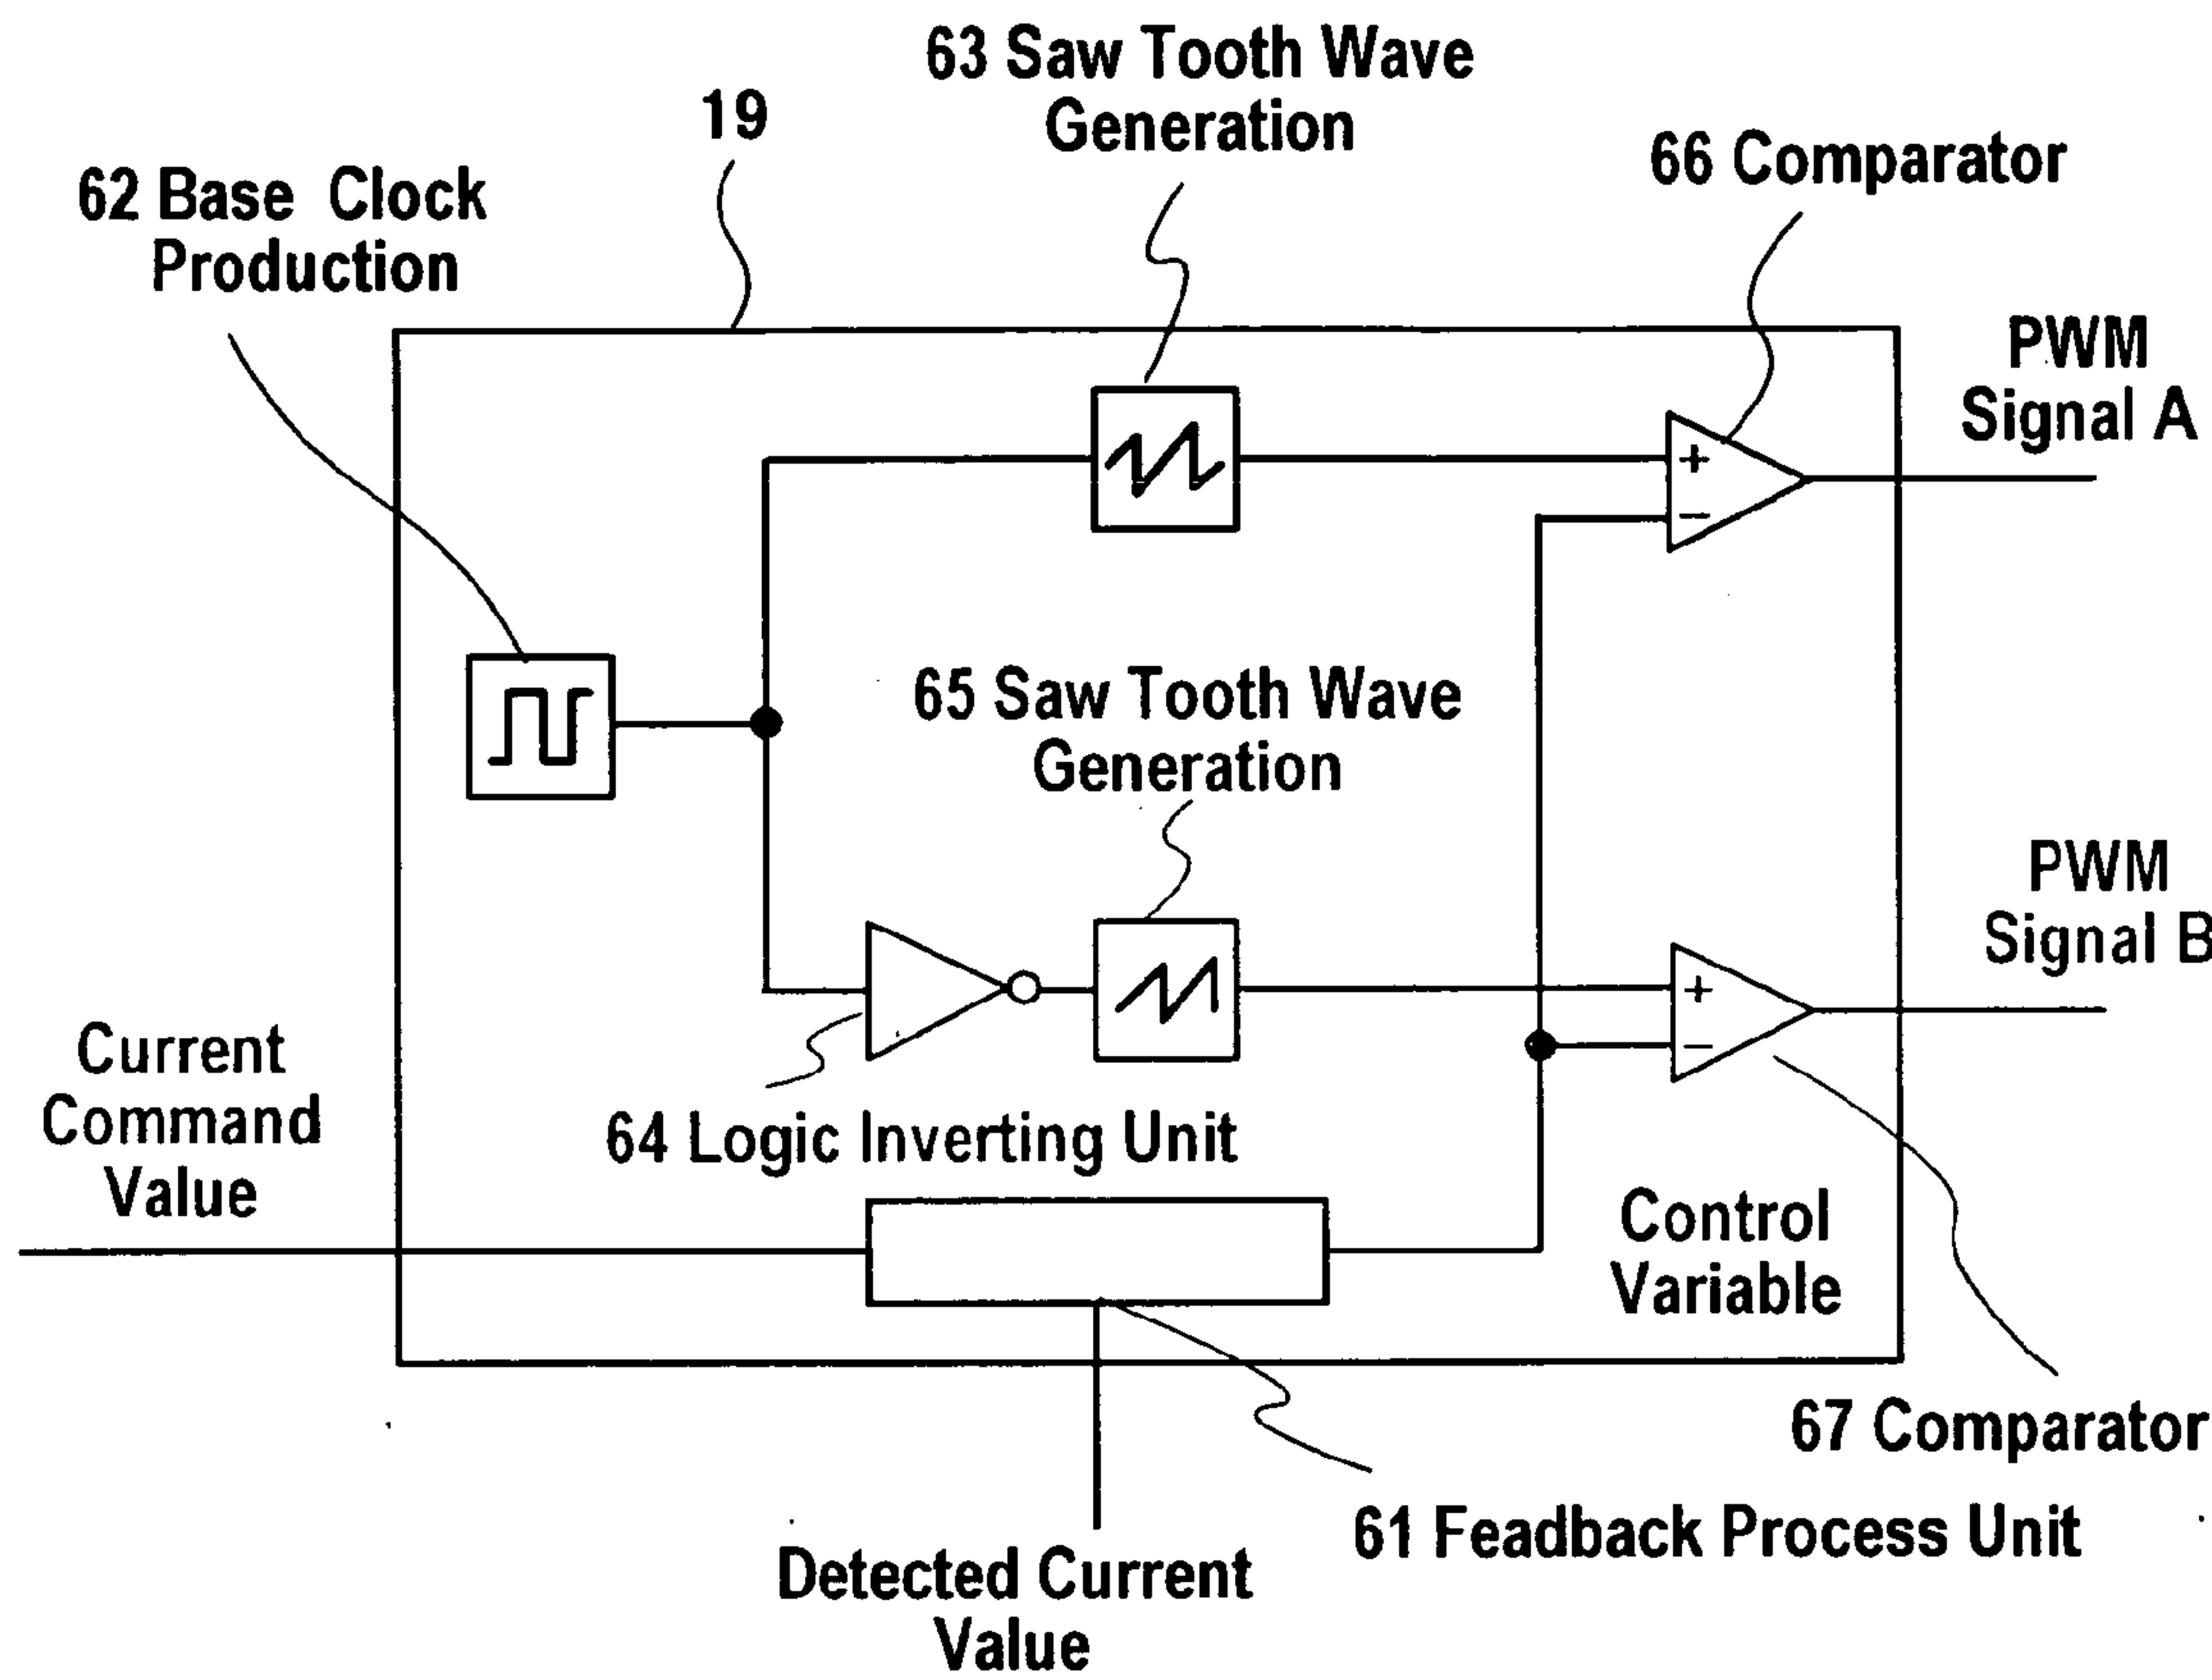 63 Saw Tooth Wave
Generation
19
66 Comparator
62 Base Clock
Production
PWM
Signal A
+
−
65 Saw Tooth Wave
Generation
PWM
Signal B
+
−
Current
Command
Value
64 Logic Inverting Unit
Control
Variable
67 Comparator
61 Feadback Process Unit
Detected Current
Value